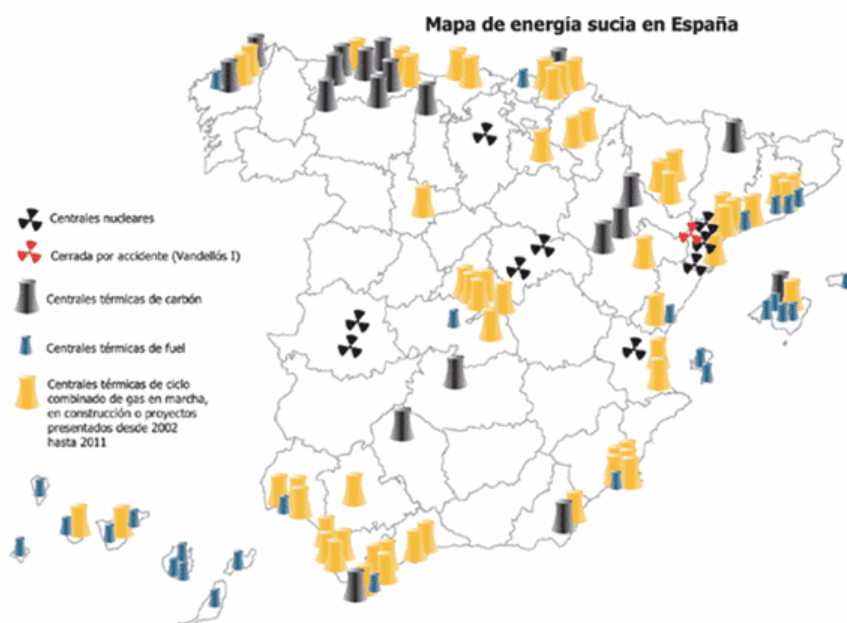 Mapa de energía sucia en España
Centrales nucleares
Cerrada por accidente (Vandellós I)
Centrales térmicas de carbón
Centrales térmicas de fuel
Centrales térmicas de ciclo
combinado de gas en marcha,
en construcción o proyectos
presentados desde 2002
hasta 2011